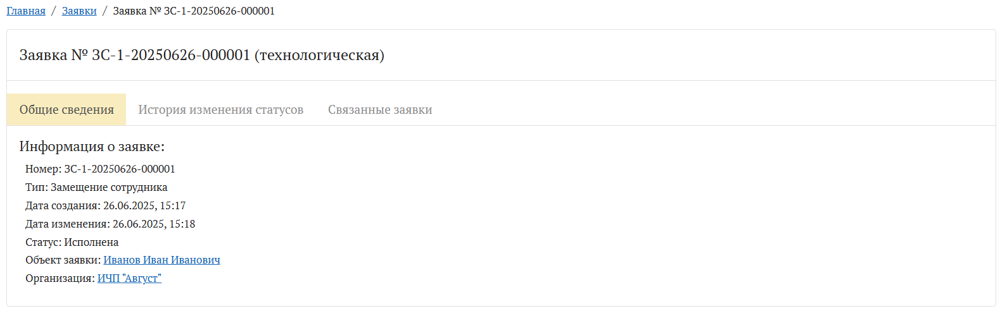 Главная / Заявки / Заявка № ЗС-1-20250626-000001
Заявка № ЗС-1-20250626-000001 (технологическая)
Общие сведения История изменения статусов Связанные заявки
Информация о заявке:
Номер: ЗС-1-20250626-000001
Тип: Замещение сотрудника
Дата создания: 26.06.2025, 15:17
Дата изменения: 26.06.2025, 15:18
Статус: Исполнена
Объект заявки: Иванов Иван Иванович
Организация: ИЧП "Август"